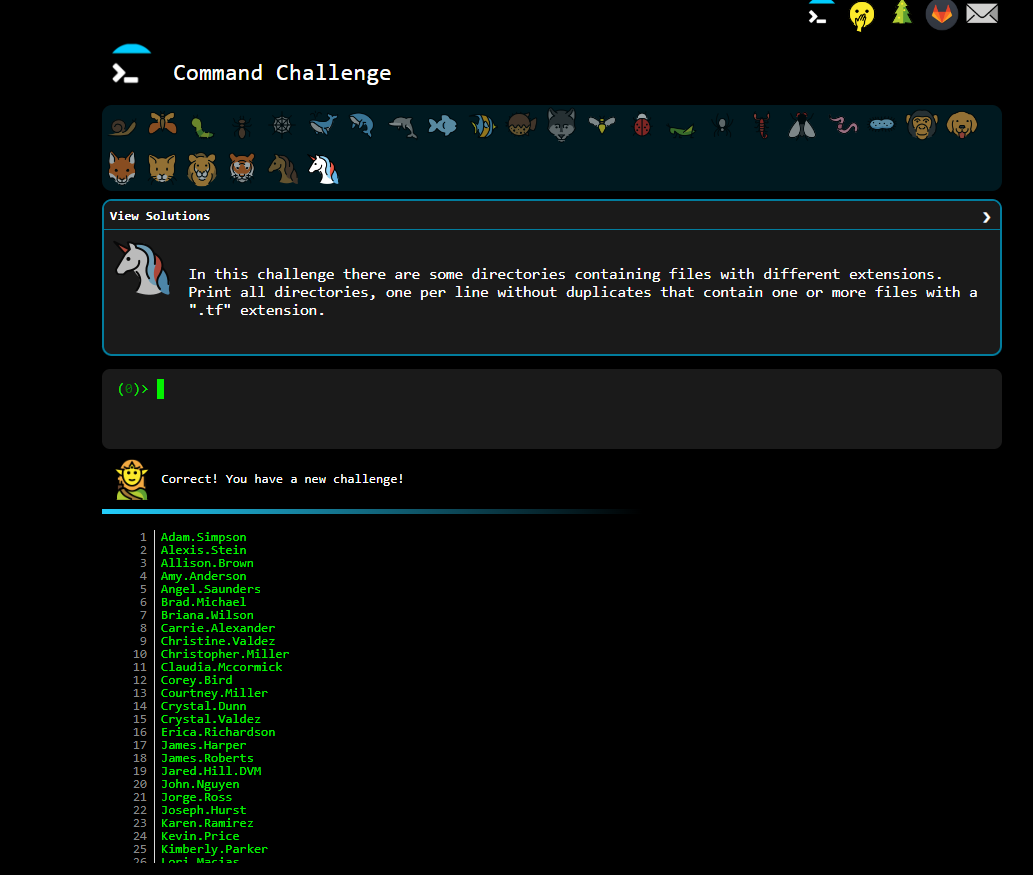 Command Challenge
View Solutions
In this challenge there are some directories containing files with different extensions.
Print all directories, one per line without duplicates that contain one or more files with a
".tf" extension.
(0)>
Correct! You have a new challenge!
1 Adam.Simpson
2 Alexis.Stein
3 Allison.Brown
4 Amy.Anderson
5 Angel.Saunders
6 Brad.Michael
7 Briana.Wilson
8 Carrie.Alexander
9 Christine.Valdez
10 Christopher.Miller
11 Claudia.Mccormick
12 Corey.Bird
13 Courtney.Miller
14 Crystal.Dunn
15 Crystal.Valdez
16 Erica.Richardson
17 James.Harper
18 James.Roberts
19 Jared.Hill.DVM
20 John.Nguyen
21 Jorge.Ross
22 Joseph.Hurst
23 Karen.Ramirez
24 Kevin.Price
25 Kimberly.Parker
26 Lori.Macias